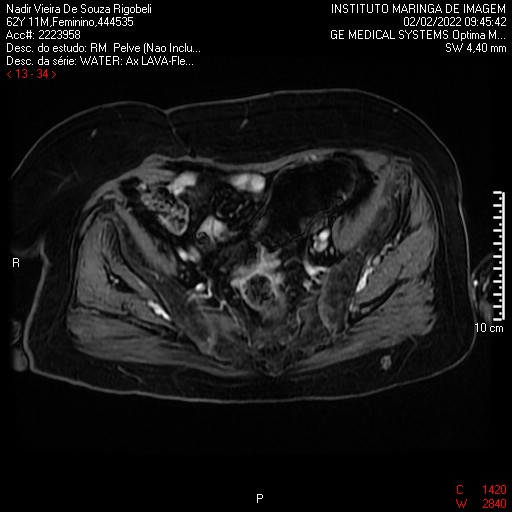 Nadir Vieira De Souza Rigobeli
62Y 11M,Feminino,444535
Acc#: 2223958
Desc. do estudo: RM Pelve (Nao Inclu...
Desc. da série: WATER: Ax LAVA-Fle...
< 13 - 34 >
INSTITUTO MARINGA DE IMAGEM
02/02/2022 09:45:42
GE MEDICAL SYSTEMS Optima M...
SW 4,40 mm
R
10 cm
P
C 1420
W 2840